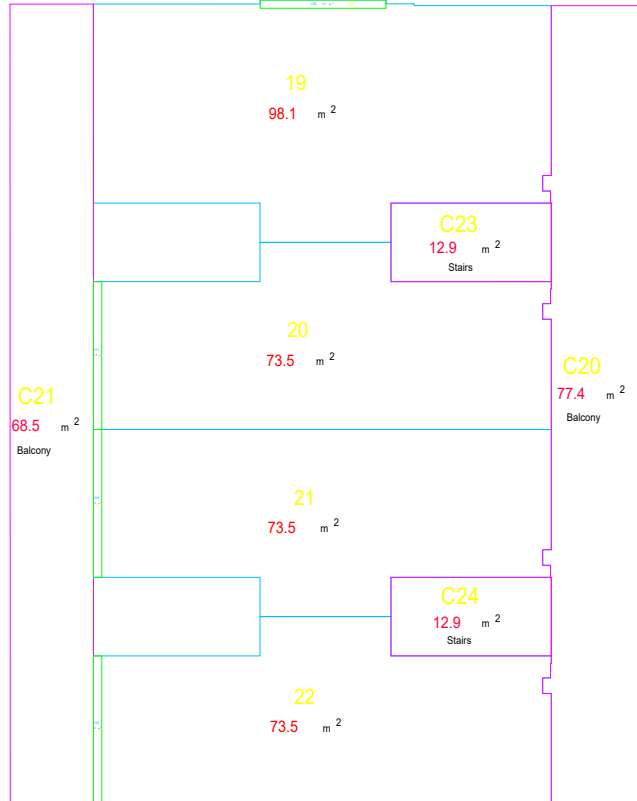 19
98.1 m 2
C23
12.9 m 2
Stairs
20
73.5 m 2
C21
68.5 m 2
Balcony
C20
77.4 m 2
Balcony
21
73.5 m 2
C24
12.9 m 2
Stairs
22
73.5 m 2